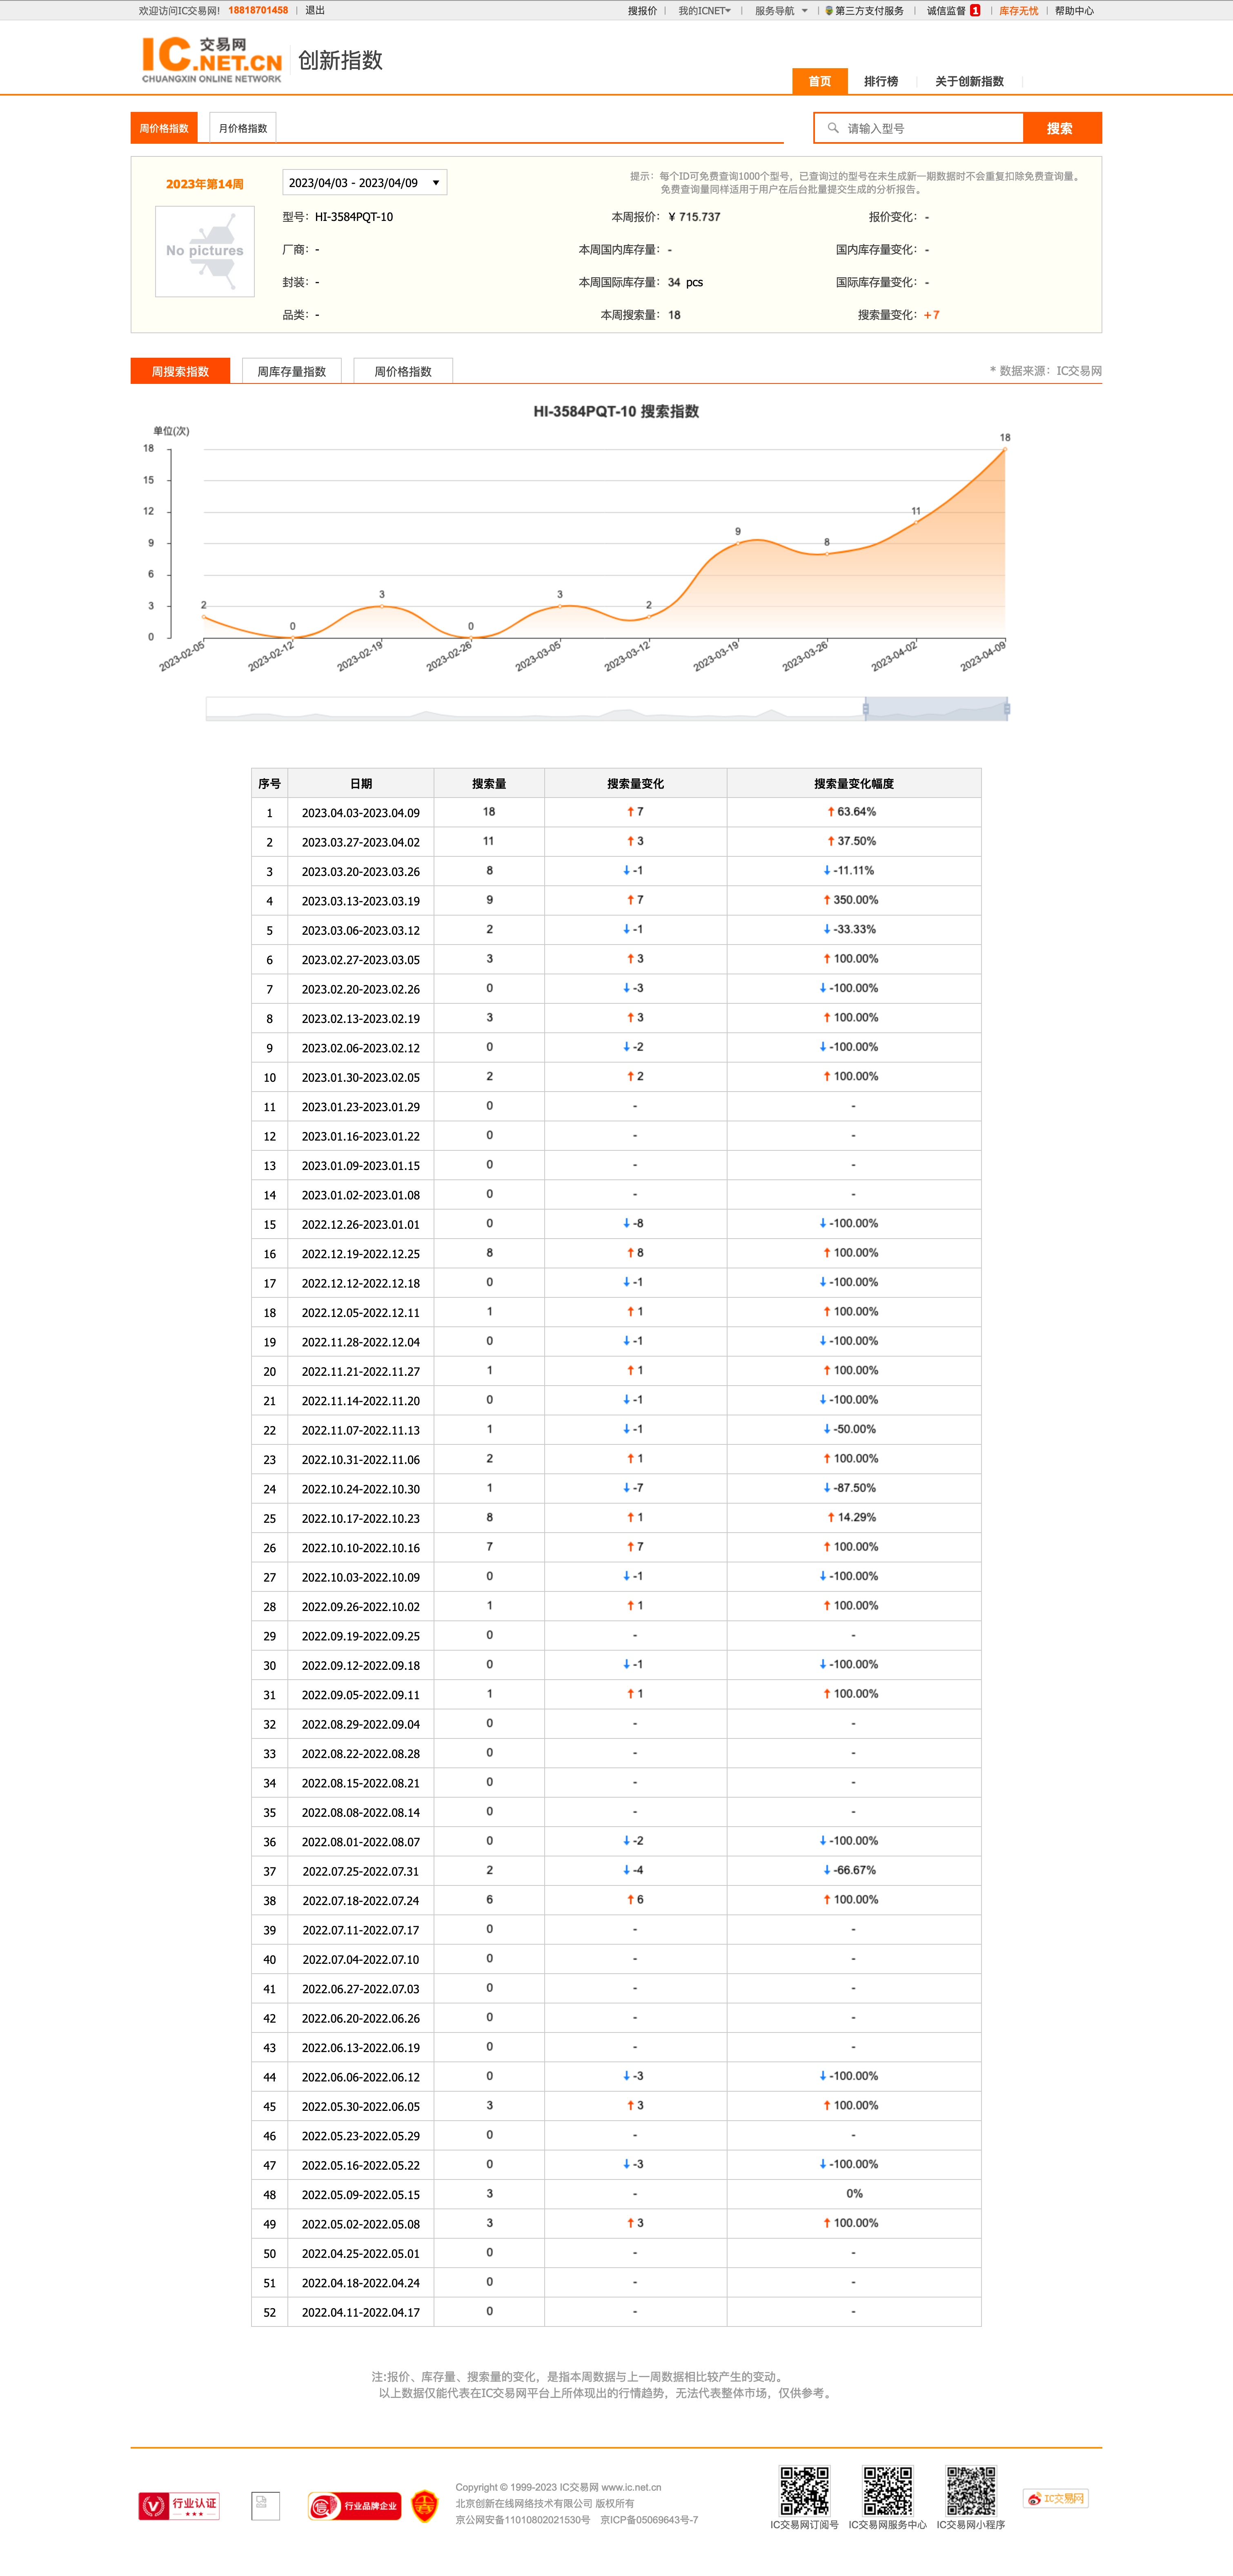 欢迎访问IC交易网! 18818701458 | 退出 搜报价 | 我的ICNET | 服务导航 | 第三方支付服务 | 诚信监督 1 | 库存无忧 | 帮助中心
IC交易网
.NET.CN
CHUANGXIN ONLINE NETWORK
创新指数
首页 排行榜 关于创新指数
周价格指数 月价格指数 请输入型号 搜索
2023年第14周 2023/04/03 - 2023/04/09
提示：每个ID可免费查询1000个型号，已查询过的型号在未生成新一期数据时不会重复扣除免费查询量。
免费查询量同样适用于用户在后台批量提交生成的分析报告。
No pictures
型号：HI-3584PQT-10 本周报价：¥ 715.737 报价变化：-
厂商：- 本周国内库存量：- 国内库存量变化：-
封装：- 本周国际库存量：34 pcs 国际库存量变化：-
品类：- 本周搜索量：18 搜索量变化：+7
周搜索指数 周库存量指数 周价格指数 * 数据来源：IC交易网
HI-3584PQT-10 搜索指数
单位(次)
18
15
12
9
6
3
0
2 0 3 0 3 2 9 8 11 18
2023-02-05 2023-02-12 2023-02-19 2023-02-26 2023-03-05 2023-03-12 2023-03-19 2023-03-26 2023-04-02 2023-04-09
序号 日期 搜索量 搜索量变化 搜索量变化幅度
1 2023.04.03-2023.04.09 18 ↑ 7 ↑ 63.64%
2 2023.03.27-2023.04.02 11 ↑ 3 ↑ 37.50%
3 2023.03.20-2023.03.26 8 ↓ -1 ↓ -11.11%
4 2023.03.13-2023.03.19 9 ↑ 7 ↑ 350.00%
5 2023.03.06-2023.03.12 2 ↓ -1 ↓ -33.33%
6 2023.02.27-2023.03.05 3 ↑ 3 ↑ 100.00%
7 2023.02.20-2023.02.26 0 ↓ -3 ↓ -100.00%
8 2023.02.13-2023.02.19 3 ↑ 3 ↑ 100.00%
9 2023.02.06-2023.02.12 0 ↓ -2 ↓ -100.00%
10 2023.01.30-2023.02.05 2 ↑ 2 ↑ 100.00%
11 2023.01.23-2023.01.29 0 - -
12 2023.01.16-2023.01.22 0 - -
13 2023.01.09-2023.01.15 0 - -
14 2023.01.02-2023.01.08 0 - -
15 2022.12.26-2023.01.01 0 ↓ -8 ↓ -100.00%
16 2022.12.19-2022.12.25 8 ↑ 8 ↑ 100.00%
17 2022.12.12-2022.12.18 0 ↓ -1 ↓ -100.00%
18 2022.12.05-2022.12.11 1 ↑ 1 ↑ 100.00%
19 2022.11.28-2022.12.04 0 ↓ -1 ↓ -100.00%
20 2022.11.21-2022.11.27 1 ↑ 1 ↑ 100.00%
21 2022.11.14-2022.11.20 0 ↓ -1 ↓ -100.00%
22 2022.11.07-2022.11.13 1 ↓ -1 ↓ -50.00%
23 2022.10.31-2022.11.06 2 ↑ 1 ↑ 100.00%
24 2022.10.24-2022.10.30 1 ↓ -7 ↓ -87.50%
25 2022.10.17-2022.10.23 8 ↑ 1 ↑ 14.29%
26 2022.10.10-2022.10.16 7 ↑ 7 ↑ 100.00%
27 2022.10.03-2022.10.09 0 ↓ -1 ↓ -100.00%
28 2022.09.26-2022.10.02 1 ↑ 1 ↑ 100.00%
29 2022.09.19-2022.09.25 0 - -
30 2022.09.12-2022.09.18 0 ↓ -1 ↓ -100.00%
31 2022.09.05-2022.09.11 1 ↑ 1 ↑ 100.00%
32 2022.08.29-2022.09.04 0 - -
33 2022.08.22-2022.08.28 0 - -
34 2022.08.15-2022.08.21 0 - -
35 2022.08.08-2022.08.14 0 - -
36 2022.08.01-2022.08.07 0 ↓ -2 ↓ -100.00%
37 2022.07.25-2022.07.31 2 ↓ -4 ↓ -66.67%
38 2022.07.18-2022.07.24 6 ↑ 6 ↑ 100.00%
39 2022.07.11-2022.07.17 0 - -
40 2022.07.04-2022.07.10 0 - -
41 2022.06.27-2022.07.03 0 - -
42 2022.06.20-2022.06.26 0 - -
43 2022.06.13-2022.06.19 0 - -
44 2022.06.06-2022.06.12 0 ↓ -3 ↓ -100.00%
45 2022.05.30-2022.06.05 3 ↑ 3 ↑ 100.00%
46 2022.05.23-2022.05.29 0 - -
47 2022.05.16-2022.05.22 0 ↓ -3 ↓ -100.00%
48 2022.05.09-2022.05.15 3 - 0%
49 2022.05.02-2022.05.08 3 ↑ 3 ↑ 100.00%
50 2022.04.25-2022.05.01 0 - -
51 2022.04.18-2022.04.24 0 - -
52 2022.04.11-2022.04.17 0 - -
注:报价、库存量、搜索量的变化，是指本周数据与上一周数据相比较产生的变动。
以上数据仅能代表在IC交易网平台上所体现出的行情趋势，无法代表整体市场，仅供参考。
行业认证
行业品牌企业
Copyright © 1999-2023 IC交易网 www.ic.net.cn
北京创新在线网络技术有限公司 版权所有
京公网安备11010802021530号 京ICP备05069643号-7
IC交易网订阅号 IC交易网服务中心 IC交易网小程序
IC交易网